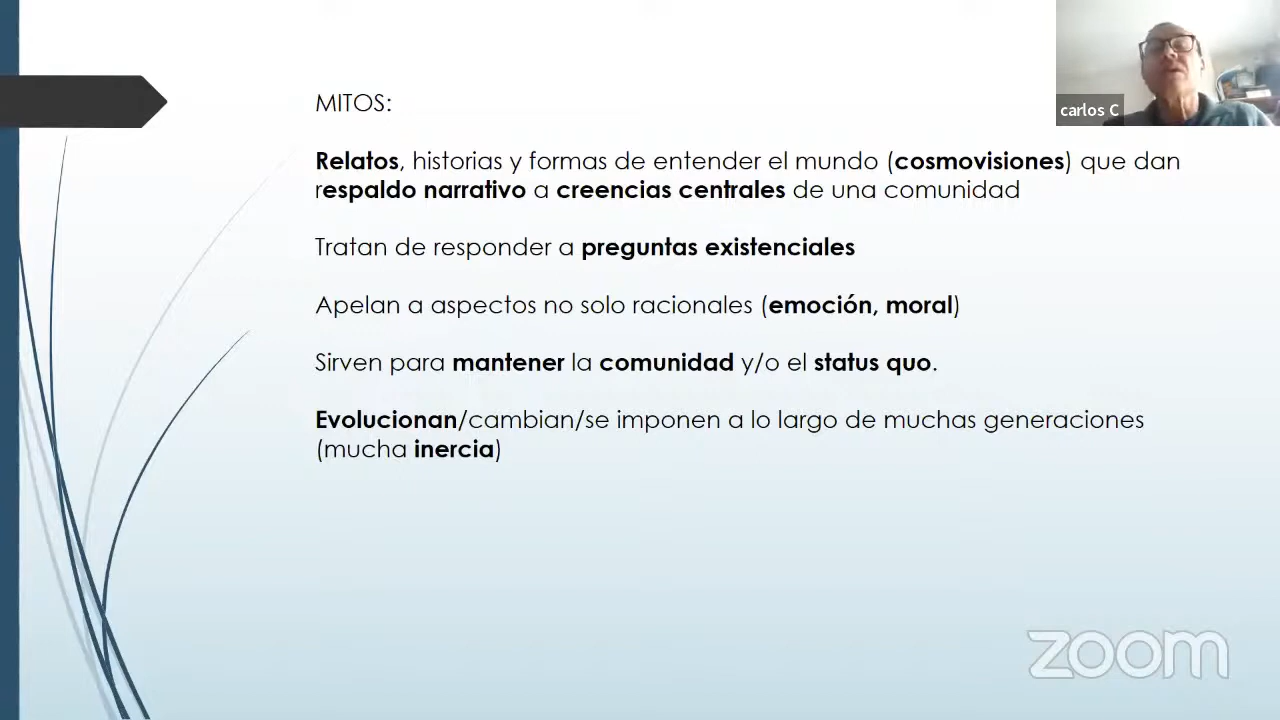 MITOS:
Relatos, historias y formas de entender el mundo (cosmovisiones) que dan
respaldo narrativo a creencias centrales de una comunidad
Tratan de responder a preguntas existenciales
Apelan a aspectos no solo racionales (emoción, moral)
Sirven para mantener la comunidad y/o el status quo.
Evolucionan/cambian/se imponen a lo largo de muchas generaciones
(mucha inercia)
carlos C
zoom